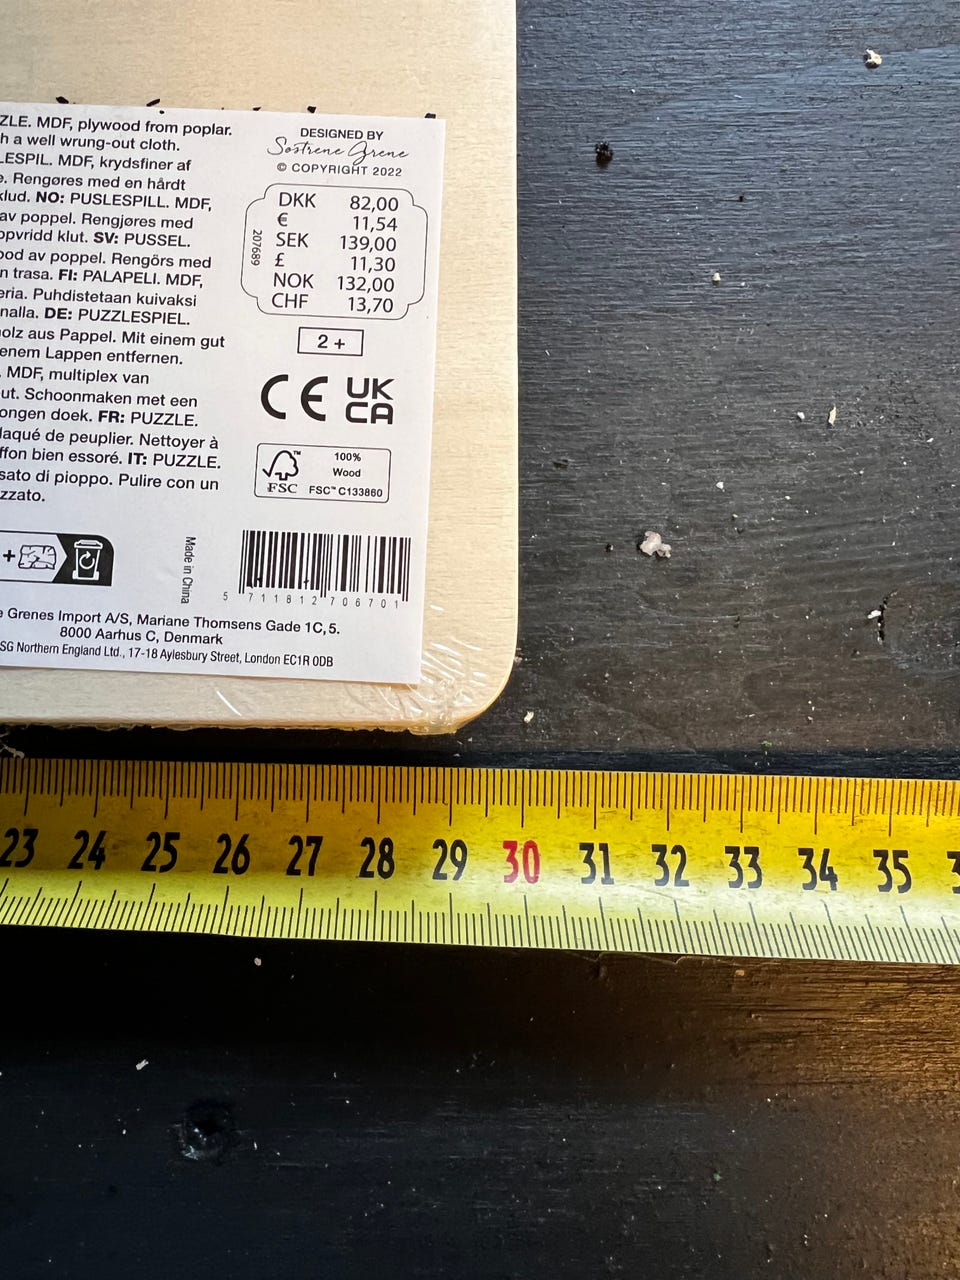 ZLE. MDF, plywood from poplar.
h a well wrung-out cloth.
LESPIL. MDF, krydsfiner af
e. Rengøres med en hårdt
klud. NO: PUSLESPILL. MDF,
av poppel. Rengjøres med
opvridd klut. SV: PUSSEL.
ood av poppel. Rengörs med
n trasa. FI: PALAPELI. MDF,
eria. Puhdistetaan kuivaksi
nalla. DE: PUZZLESPIEL.
olz aus Pappel. Mit einem gut
enem Lappen entfernen.
. MDF, multiplex van
ut. Schoonmaken met een
ongen doek. FR: PUZZLE.
laqué de peuplier. Nettoyer à
ffon bien essoré. IT: PUZZLE.
sato di pioppo. Pulire con un
zzato.
DESIGNED BY
Søstrene Grene
© COPYRIGHT 2022
207689
DKK 82,00
€ 11,54
SEK 139,00
£ 11,30
NOK 132,00
CHF 13,70
2 +
CE UK
CA
FSC™
100%
Wood
FSC™ C133860
+
Made in China
5 711812 706701
e Grenes Import A/S, Mariane Thomsens Gade 1C, 5.
8000 Aarhus C, Denmark
SG Northern England Ltd., 17-18 Aylesbury Street, London EC1R 0DB
23 24 25 26 27 28 29 30 31 32 33 34 35 3